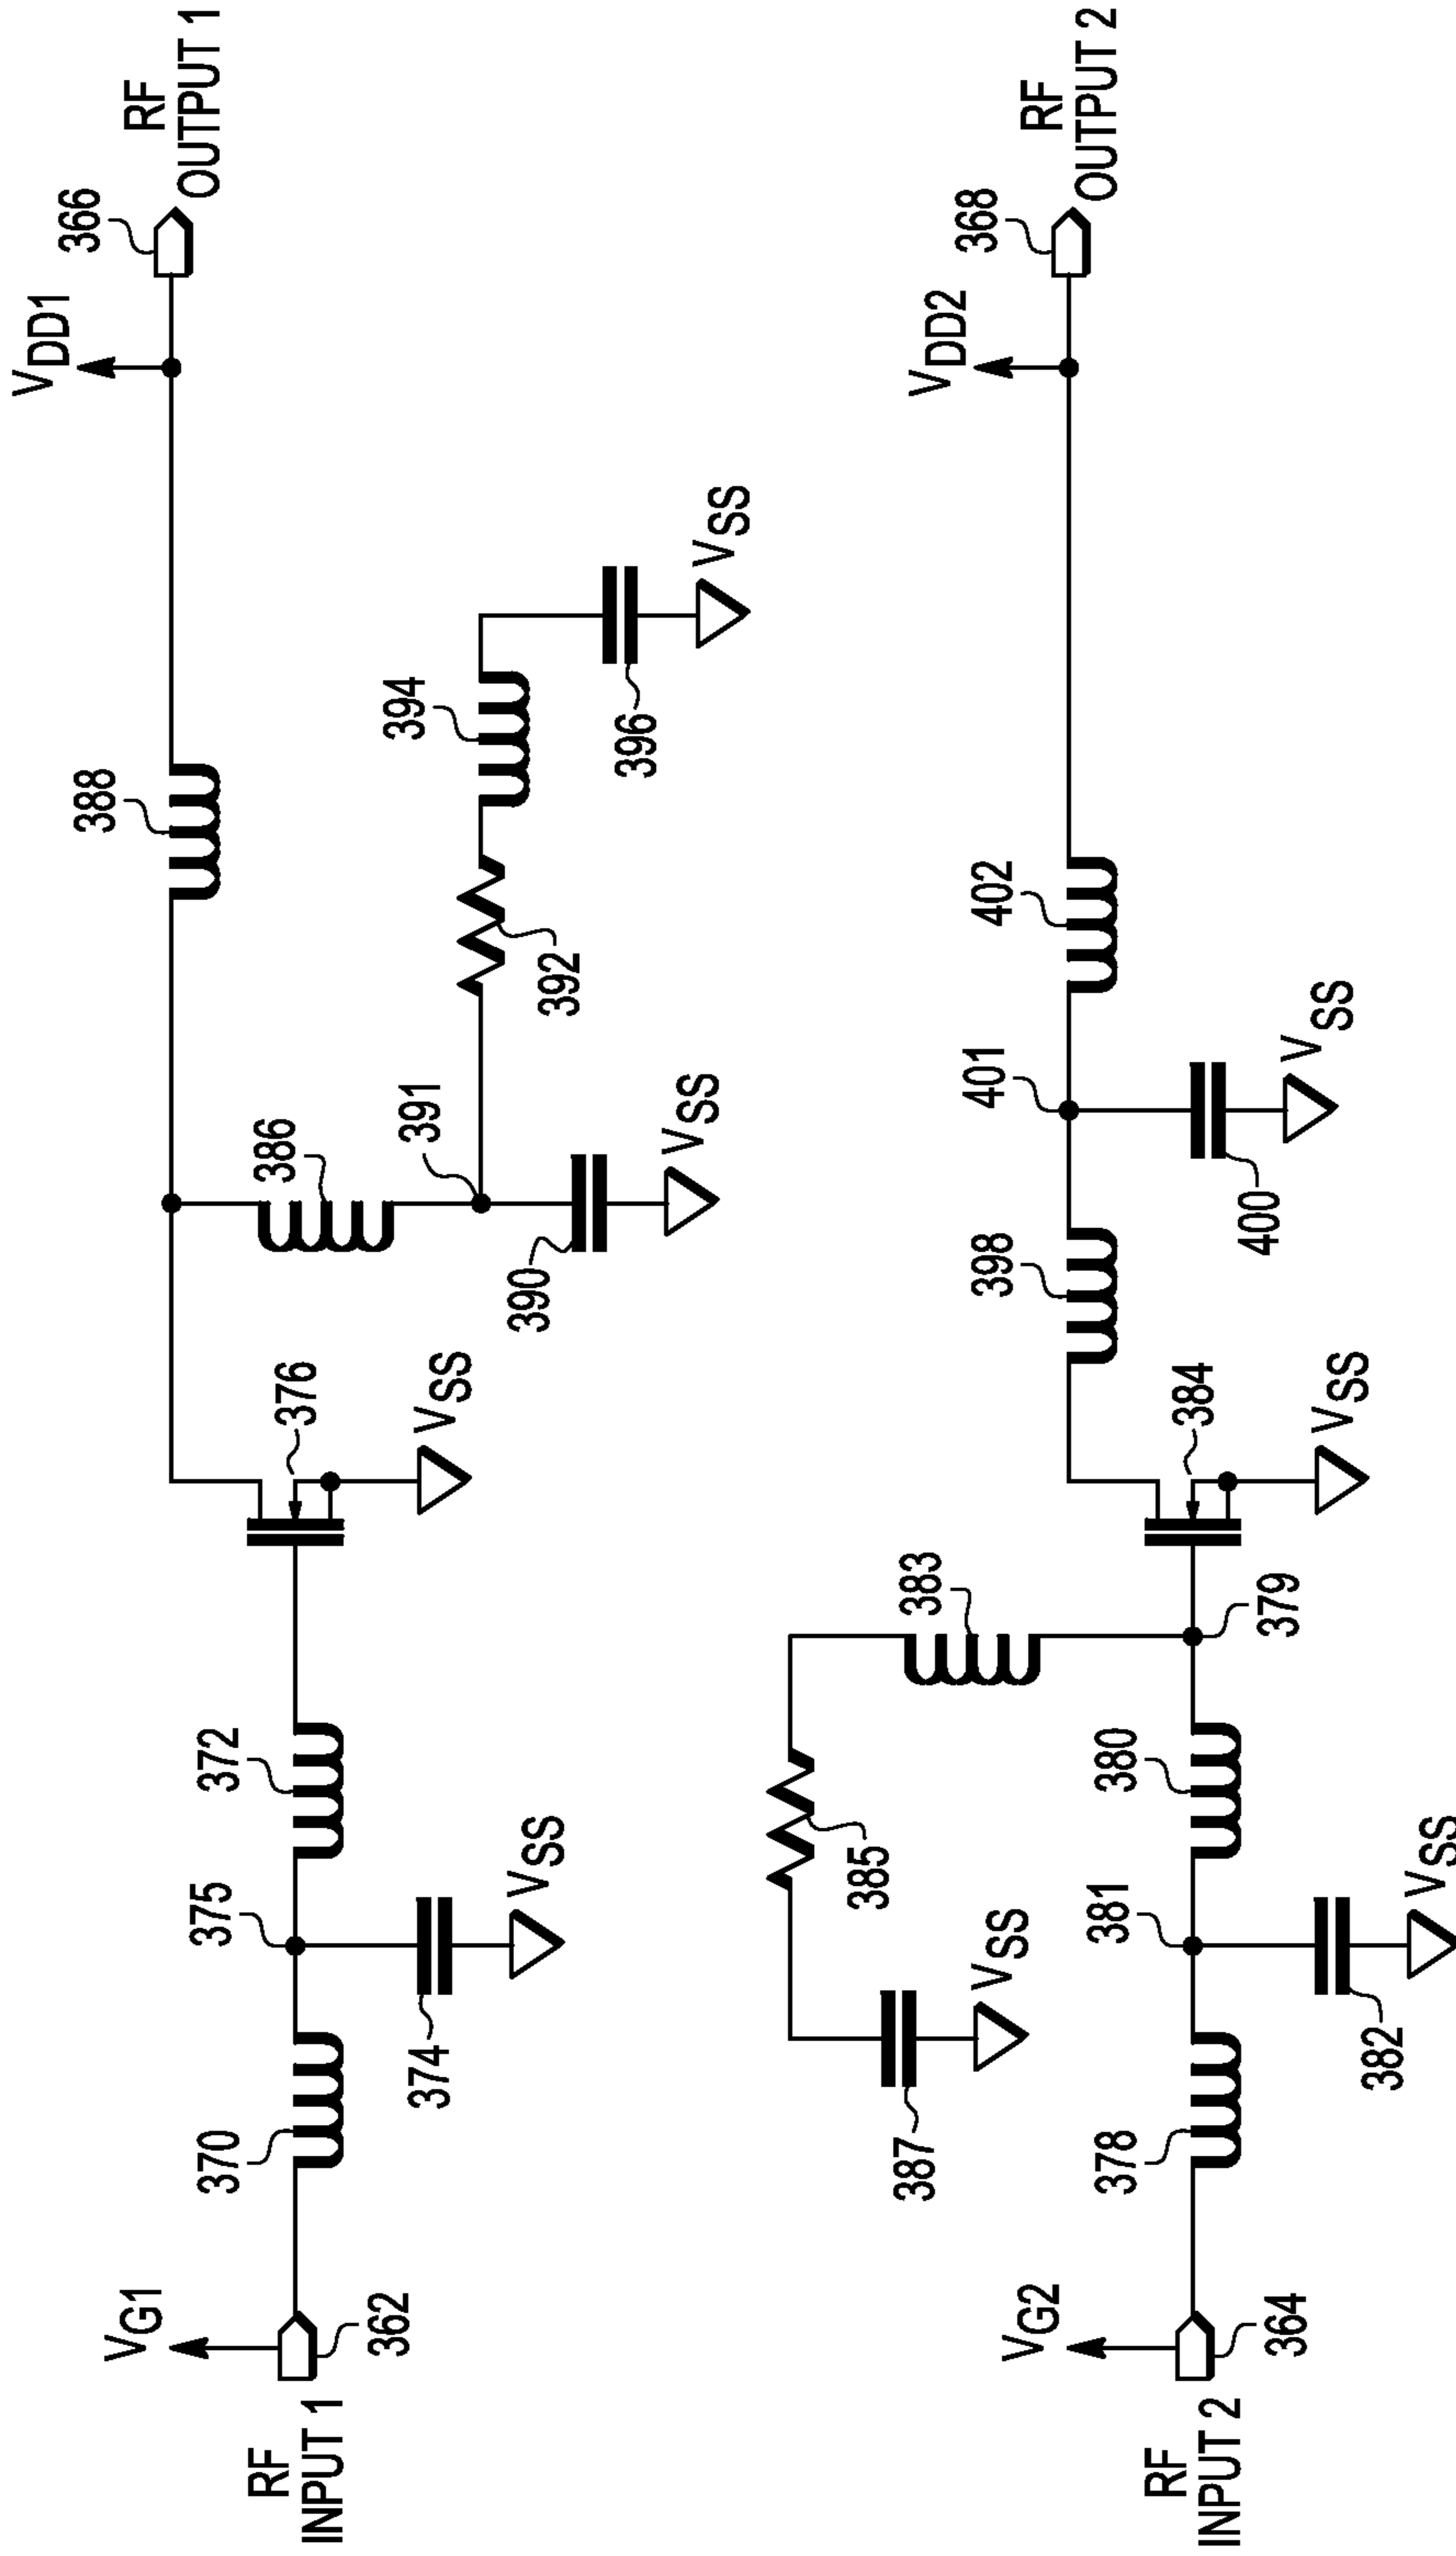 RF
INPUT 1
VG1
362
370
374
375
VSS
372
376
VSS
386
390
391
VSS
392
394
396
VSS
388
VDD1
366
RF
OUTPUT 1
RF
INPUT 2
VG2
364
378
382
381
VSS
380
387
VSS
385
383
379
384
VSS
398
400
401
VSS
402
VDD2
368
RF
OUTPUT 2